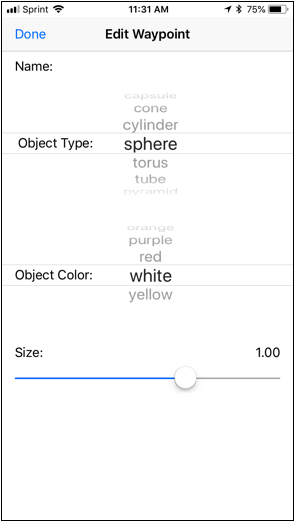 Sprint 11:31 AM 75%
Done Edit Waypoint
Name:
capsule
cone
cylinder
Object Type: sphere
torus
tube
pyramid
orange
purple
red
Object Color: white
yellow
Size: 1.00